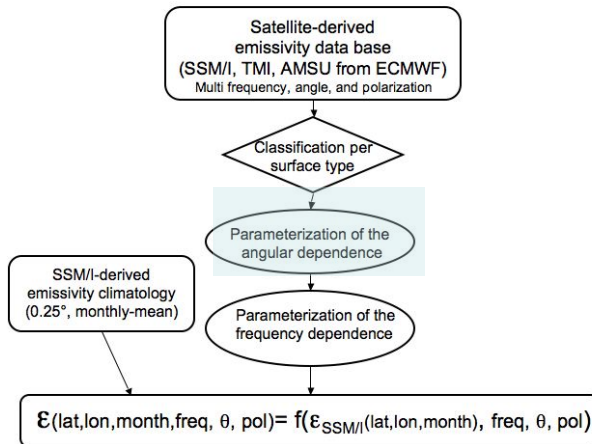 Satellite-derived
emissivity data base
(SSM/I, TMI, AMSU from ECMWF)
Multi frequency, angle, and polarization
Classification per
surface type
Parameterization of the
angular dependence
SSM/I-derived
emissivity climatology
(0.25°, monthly-mean)
Parameterization of the
frequency dependence
ε(lat,lon,month,freq, θ, pol)= f(εSSM/I(lat,lon,month), freq, θ, pol)